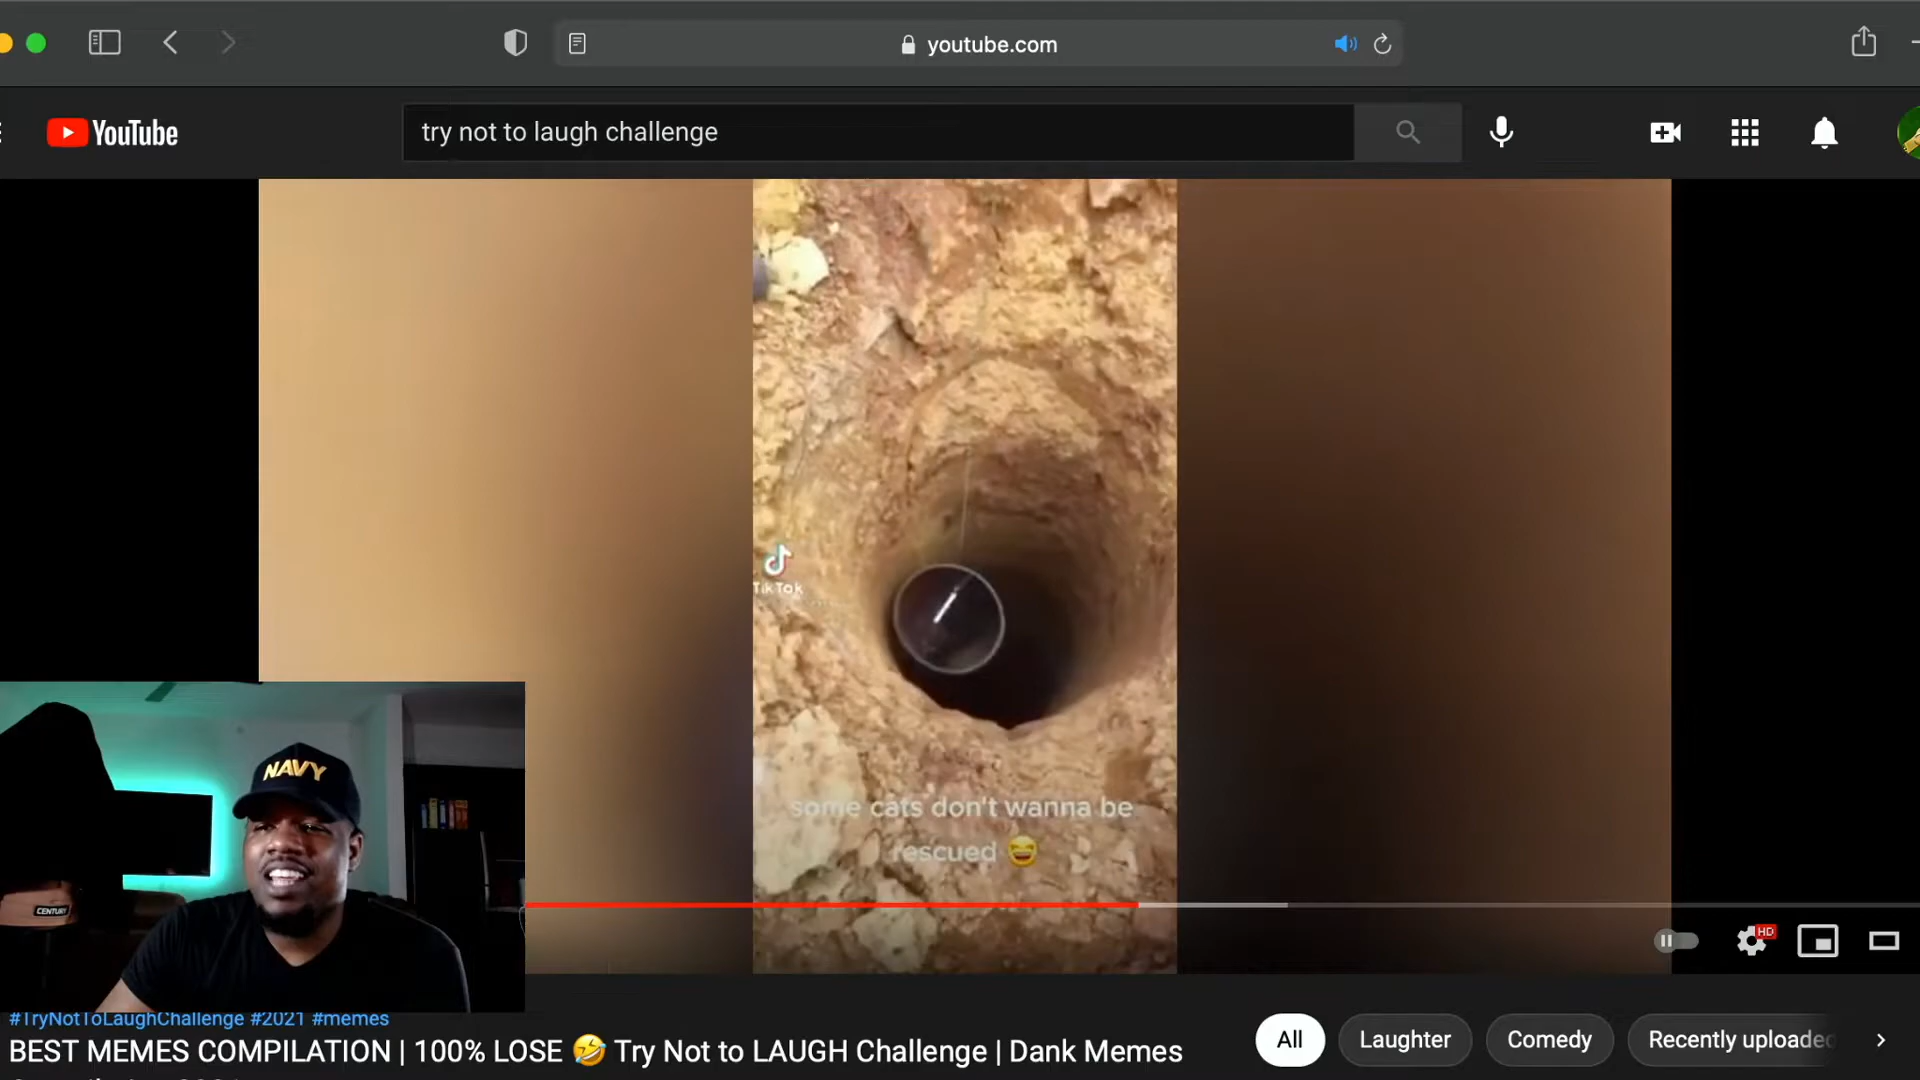 youtube.com
YouTube
try not to laugh challenge
TikTok
some cats don't wanna be
rescued 😆
NAVY
CENTURY
HD
#TryNotToLaughChallenge #2021 #memes
BEST MEMES COMPILATION | 100% LOSE 🤣 Try Not to LAUGH Challenge | Dank Memes
All
Laughter
Comedy
Recently uploaded